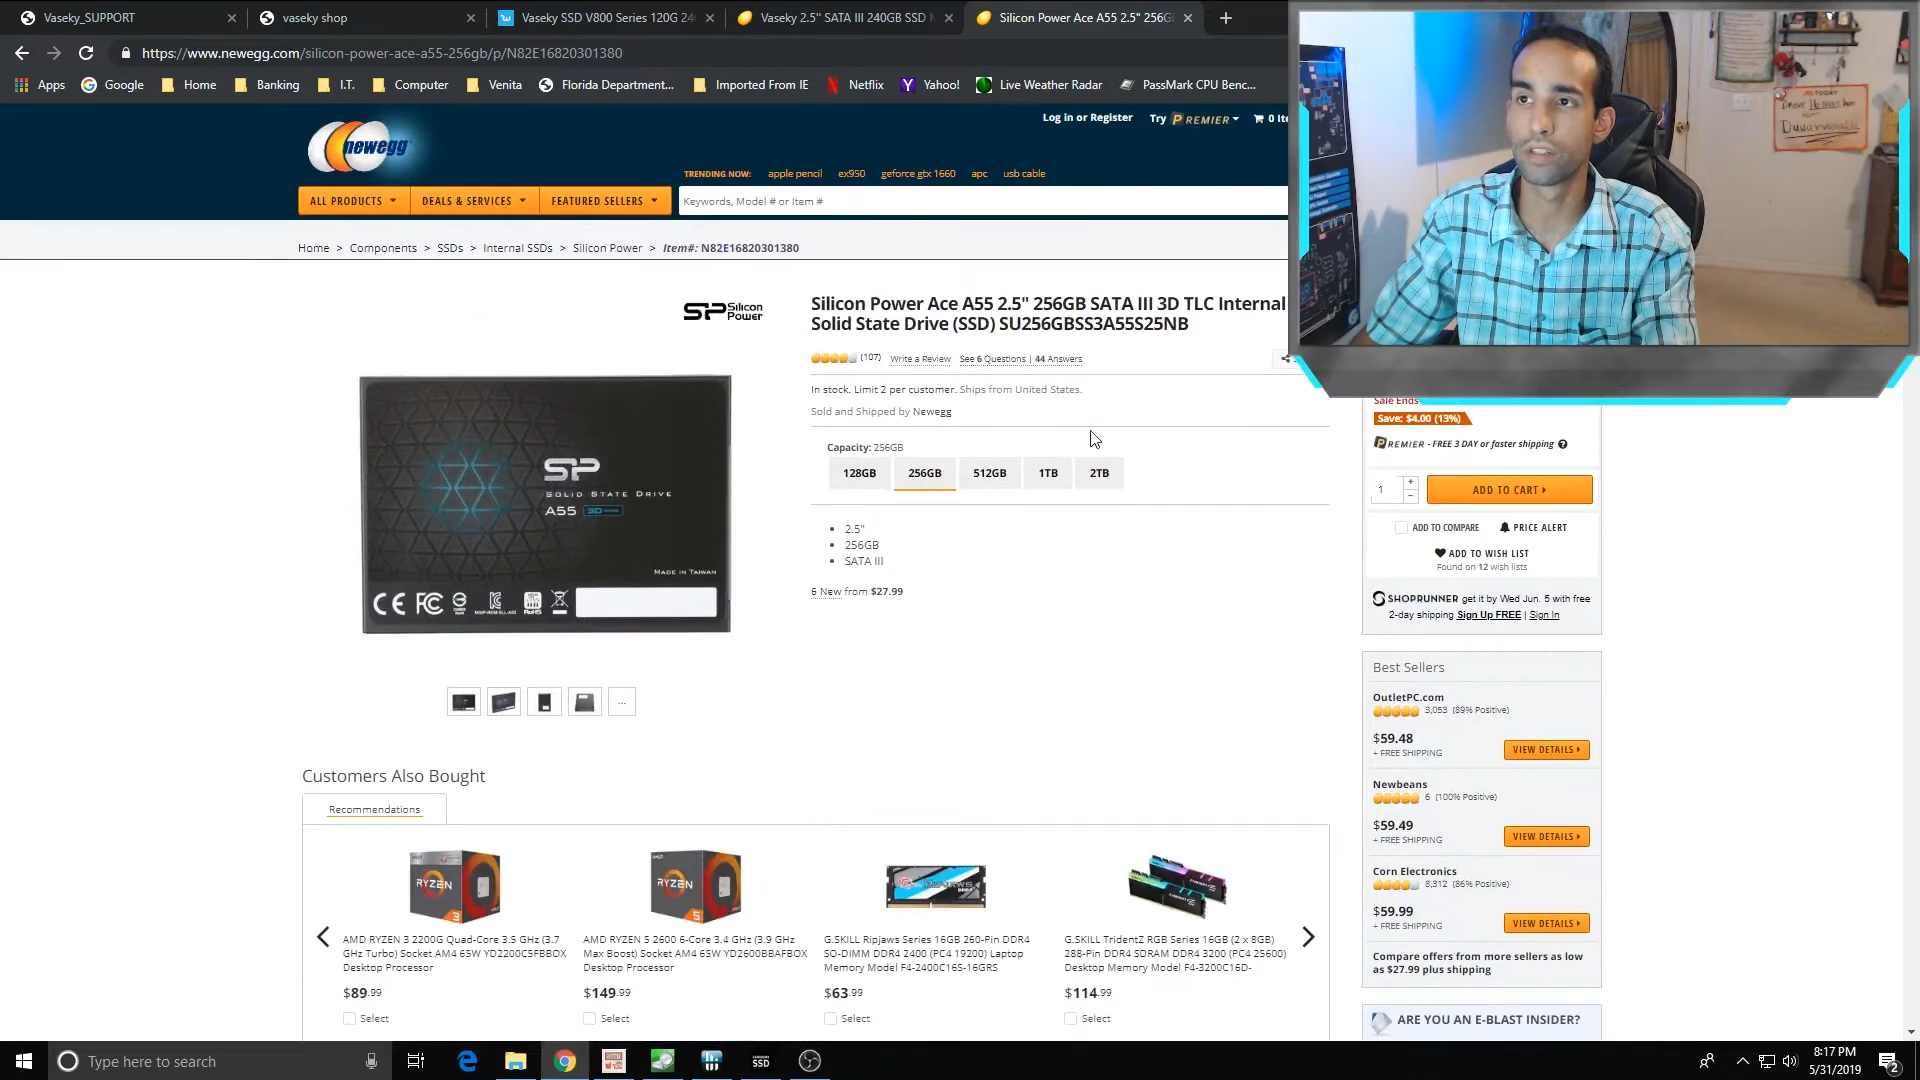 Vaseky_SUPPORT
vaseky shop
Vaseky SSD V800 Series 120G 24
Vaseky 2.5" SATA III 240GB SSD
Silicon Power Ace A55 2.5" 256G
https://www.newegg.com/silicon-power-ace-a55-256gb/p/N82E16820301380
Apps
Google
Home
Banking
I.T.
Computer
Venita
Florida Department...
Imported From IE
Netflix
Yahoo!
Live Weather Radar
PassMark CPU Benc...
newegg
Log in or Register
Try PREMIER
0 Ite
TRENDING NOW: apple pencil ex950 geforce gtx 1660 apc usb cable
ALL PRODUCTS
DEALS & SERVICES
FEATURED SELLERS
Keywords, Model # or Item #
Home > Components > SSDs > Internal SSDs > Silicon Power > Item#: N82E16820301380
SP Silicon Power
Silicon Power Ace A55 2.5" 256GB SATA III 3D TLC Internal
Solid State Drive (SSD) SU256GBSS3A55S25NB
(107) Write a Review See 6 Questions | 44 Answers
In stock. Limit 2 per customer. Ships from United States.
Sold and Shipped by Newegg
Capacity: 256GB
128GB 256GB 512GB 1TB 2TB
2.5"
256GB
SATA III
6 New from $27.99
SP
SOLID STATE DRIVE
A55
MADE IN TAIWAN
CE FC
Sale Ends
Save: $4.00 (13%)
PREMIER - FREE 3 DAY or faster shipping
1
+
-
ADD TO CART
ADD TO COMPARE
PRICE ALERT
ADD TO WISH LIST
Found on 12 wish lists
SHOPRUNNER get it by Wed Jun. 5 with free
2-day shipping Sign Up FREE | Sign In
Best Sellers
OutletPC.com
3,053 (89% Positive)
$59.48
+ FREE SHIPPING
VIEW DETAILS
Newbeans
6 (100% Positive)
$59.49
+ FREE SHIPPING
VIEW DETAILS
Corn Electronics
8,312 (86% Positive)
$59.99
+ FREE SHIPPING
VIEW DETAILS
Compare offers from more sellers as low
as $27.99 plus shipping
ARE YOU AN E-BLAST INSIDER?
Customers Also Bought
Recommendations
RYZEN 3
RYZEN 5
AMD RYZEN 3 2200G Quad-Core 3.5 GHz (3.7
GHz Turbo) Socket AM4 65W YD2200C5FBBOX
Desktop Processor
$89.99
Select
AMD RYZEN 5 2600 6-Core 3.4 GHz (3.9 GHz
Max Boost) Socket AM4 65W YD2600BBAFBOX
Desktop Processor
$149.99
Select
G.SKILL Ripjaws Series 16GB 260-Pin DDR4
SO-DIMM DDR4 2400 (PC4 19200) Laptop
Memory Model F4-2400C16S-16GRS
$63.99
Select
G.SKILL TridentZ RGB Series 16GB (2 x 8GB)
288-Pin DDR4 SDRAM DDR4 3200 (PC4 25600)
Desktop Memory Model F4-3200C16D-
$114.99
Select
Type here to search
SSD
8:17 PM
5/31/2019
2